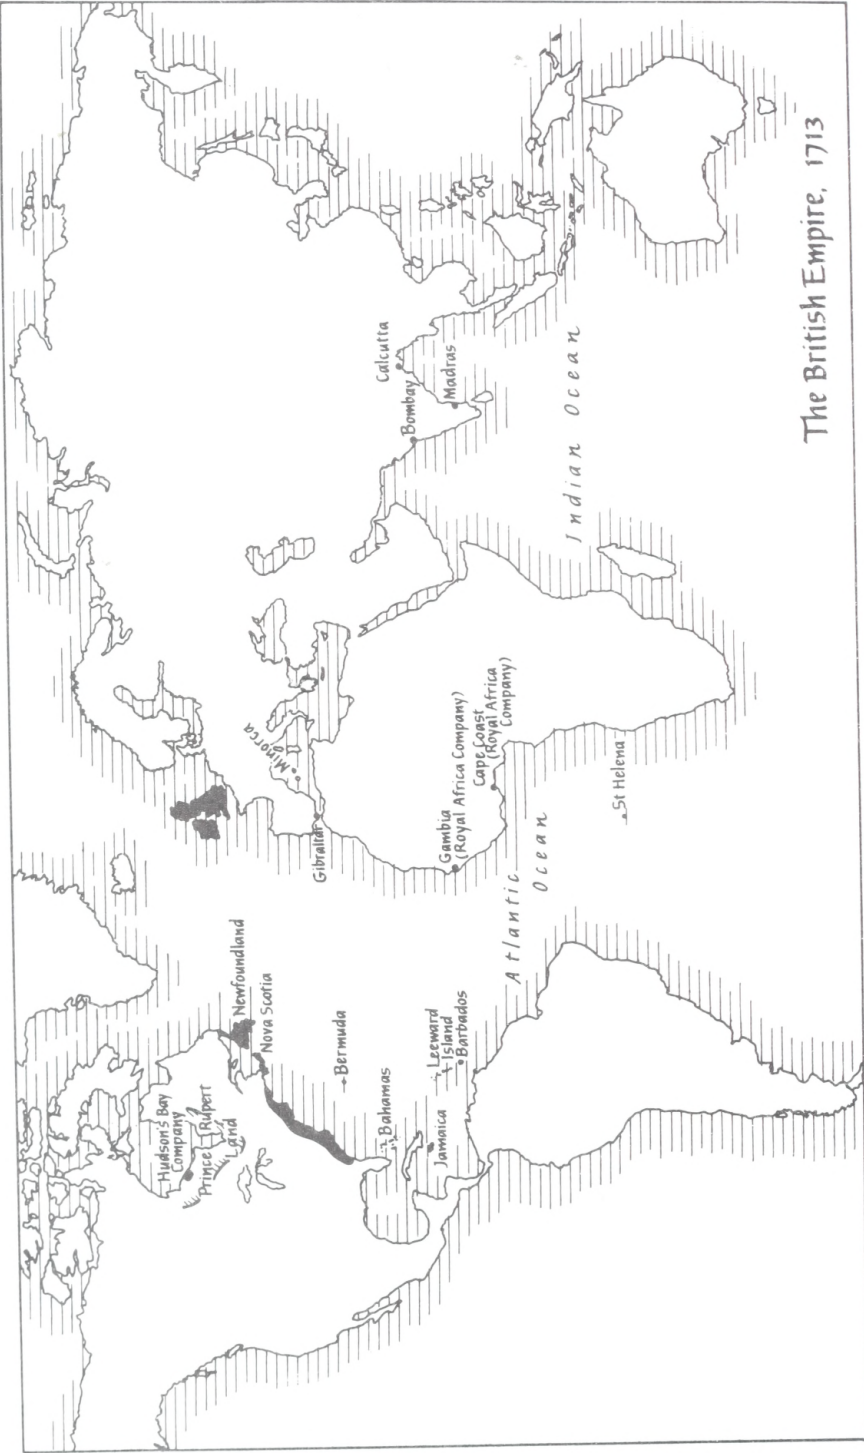 Hudson's Bay
Company
Prince Rupert
Land
Newfoundland
Nova Scotia
Bermuda
Bahamas
Jamaica
Leeward
Island
Barbados
Atlantic
Ocean
Gibraltar
Minorca
Gambia
(Royal Africa Company)
Cape Coast
(Royal Africa
Company)
St Helena
Calcutta
Bombay
Madras
Indian Ocean
The British Empire, 1713